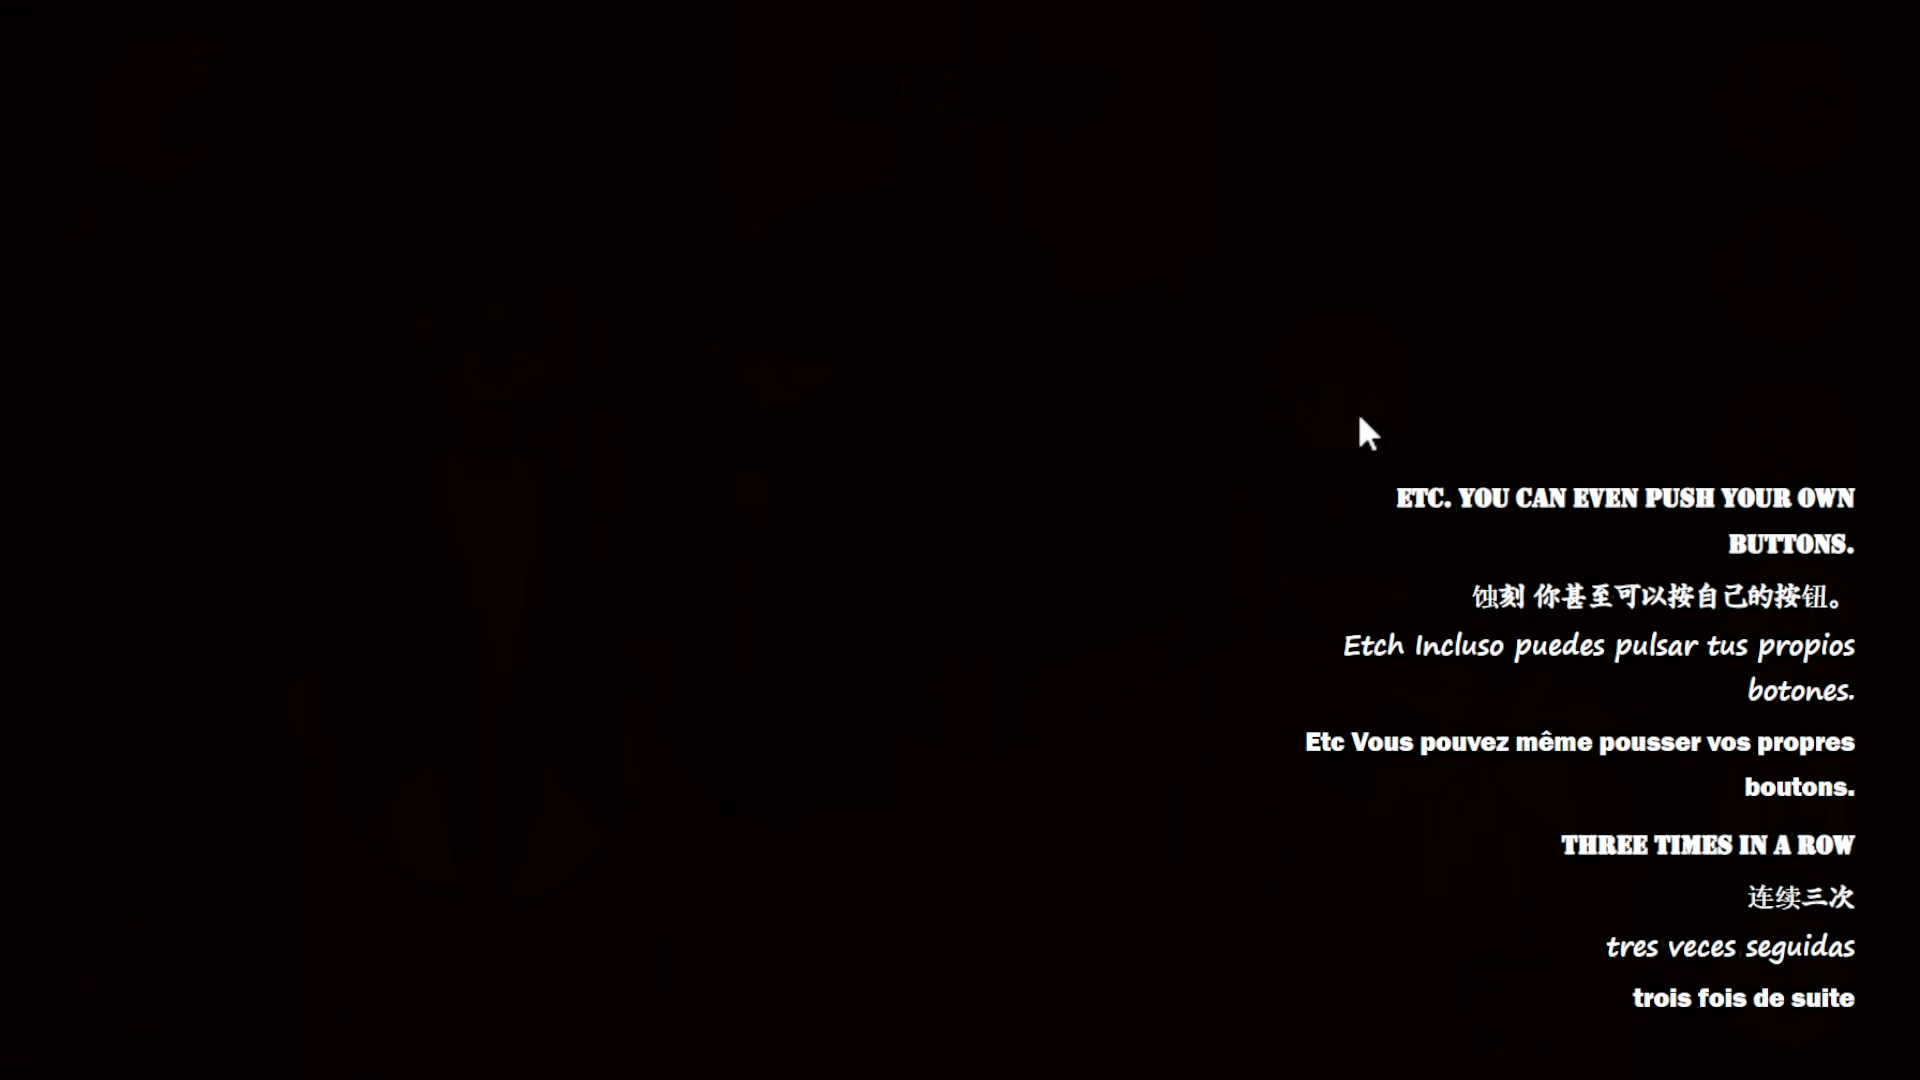 ETC. YOU CAN EVEN PUSH YOUR OWN
BUTTONS.
蚀刻 你甚至可以按自己的按钮。
Etch Incluso puedes pulsar tus propios
botones.
Etc Vous pouvez même pousser vos propres
boutons.
THREE TIMES IN A ROW
连续三次
tres veces seguidas
trois fois de suite